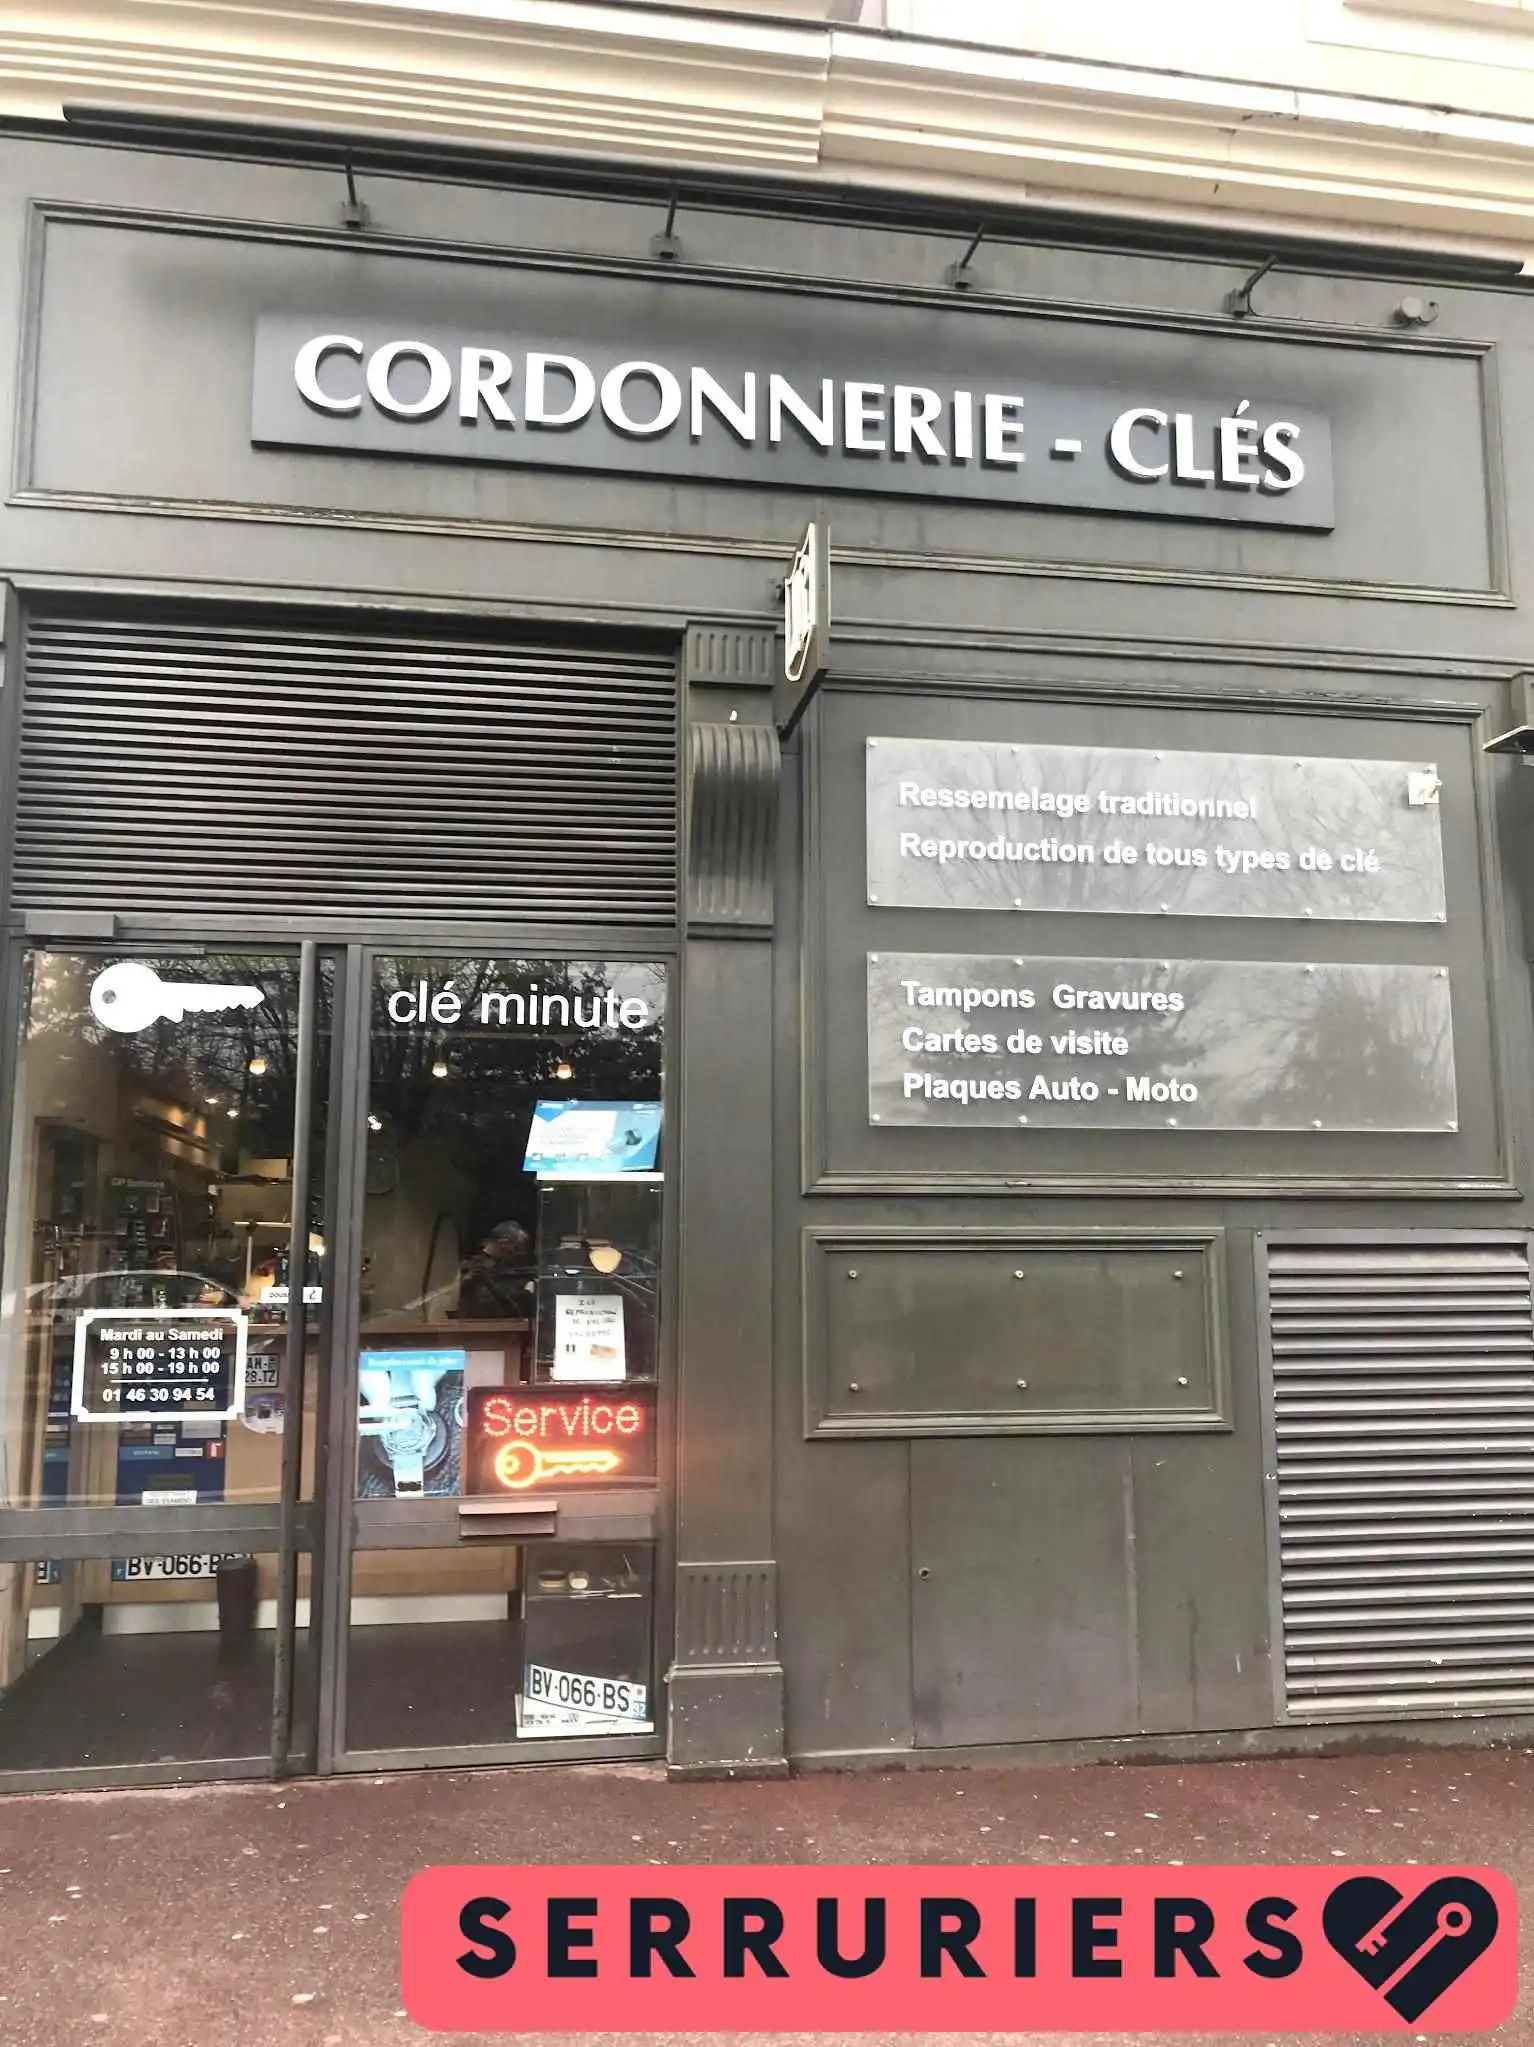 CORDONNERIE - CLÉS
Ressemelage traditionnel
Reproduction de tous types de clé
Tampons Gravures
Cartes de visite
Plaques Auto - Moto
clé minute
Mardi au Samedi
9 h 00 - 13 h 00
15 h 00 - 19 h 00
01 46 30 94 54
Service
BV-066-B
BV-066-BS
SERRURIERS